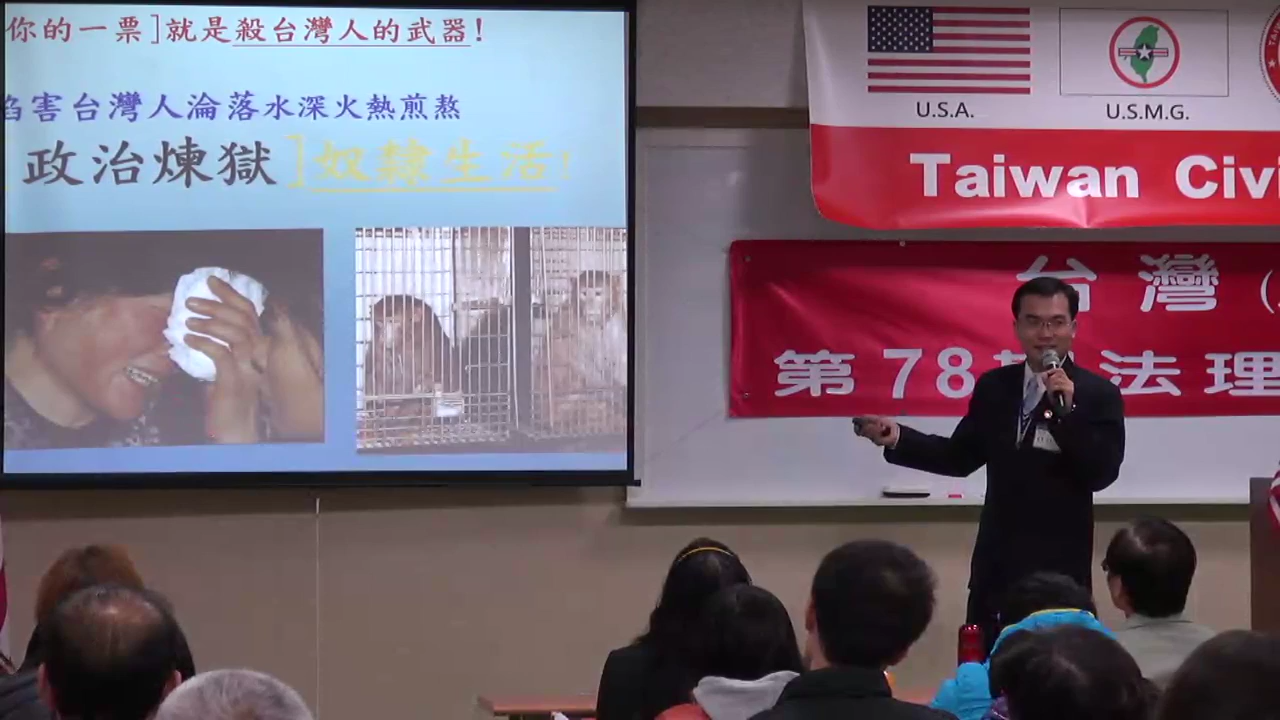 你的一票]就是殺台灣人的武器!
陷害台灣人淪落水深火熱煎熬
政治煉獄]奴隸生活!
U.S.A.
U.S.M.G.
Taiwan Civi
台灣(
第78期法理